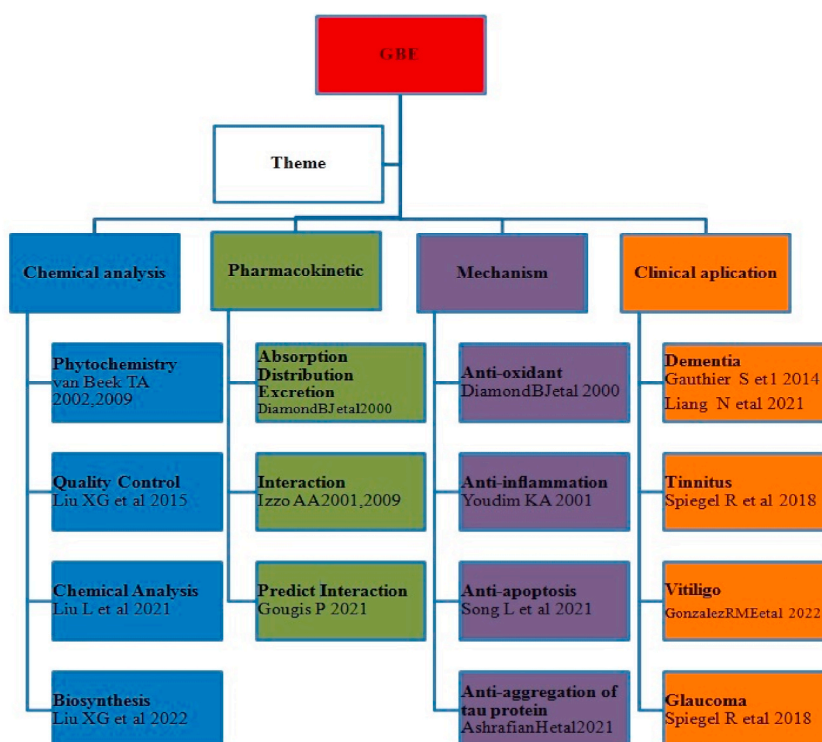 GBE
Theme
Chemical analysis
Phytochemistry
van Beek TA
2002,2009
Quality Control
Liu XG et al 2015
Chemical Analysis
Liu L et al 2021
Biosynthesis
Liu XG et al 2022
Pharmacokinetic
Absorption
Distribution
Excretion
DiamondBJetal2000
Interaction
Izzo AA2001,2009
Predict Interaction
Gougis P 2021
Mechanism
Anti-oxidant
DiamondBJetal 2000
Anti-inflammation
Youdim KA 2001
Anti-apoptosis
Song L et al 2021
Anti-aggregation of
tau protein
AshrafianHetal2021
Clinical aplication
Dementia
Gauthier S et1 2014
Liang N etal 2021
Tinnitus
Spiegel R etal 2018
Vitiligo
GonzalezRMEetal 2022
Glaucoma
Spiegel R etal 2018